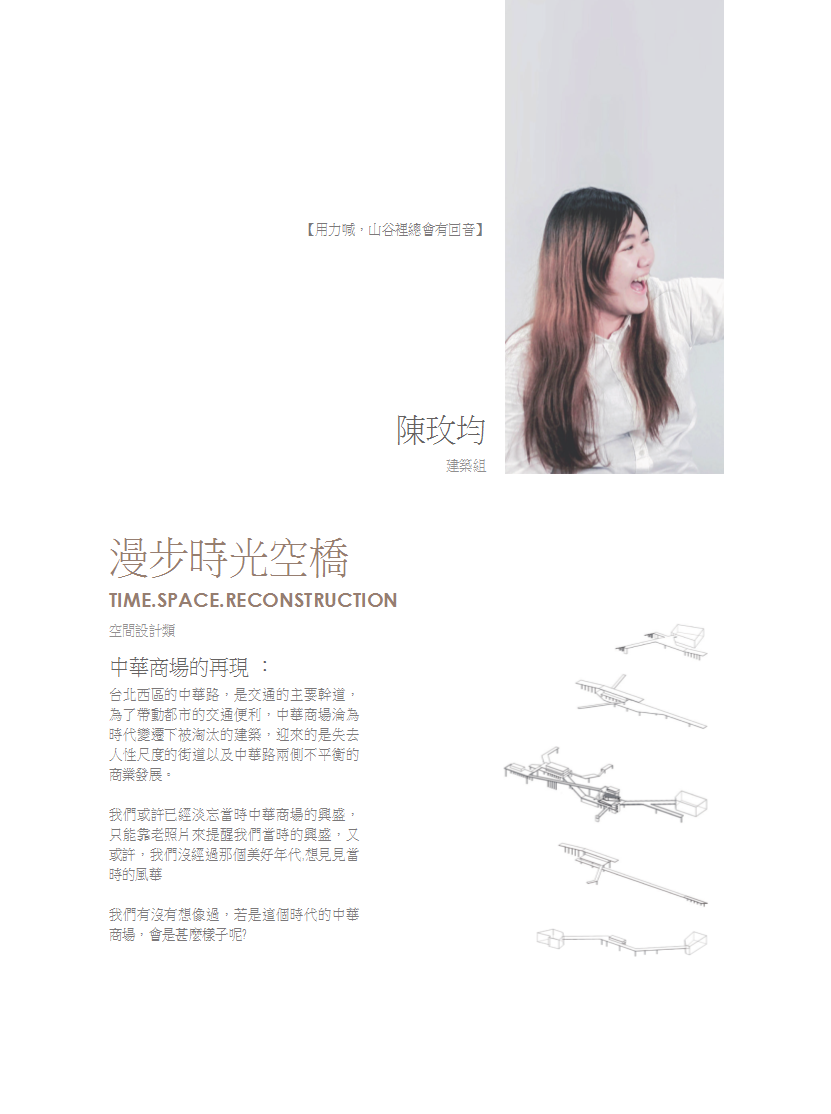 【用力喊，山谷裡總會有回音】
陳玫均
建築組
漫步時光空橋
TIME.SPACE.RECONSTRUCTION
空間設計類
中華商場的再現 ：
台北西區的中華路，是交通的主要幹道，
為了帶動都市的交通便利，中華商場淪為
時代變遷下被淘汰的建築，迎來的是失去
人性尺度的街道以及中華路兩側不平衡的
商業發展。
我們或許已經淡忘當時中華商場的興盛，
只能靠老照片來提醒我們當時的興盛，又
或許，我們沒經過那個美好年代,想見見當
時的風華
我們有沒有想像過，若是這個時代的中華
商場，會是甚麼樣子呢?